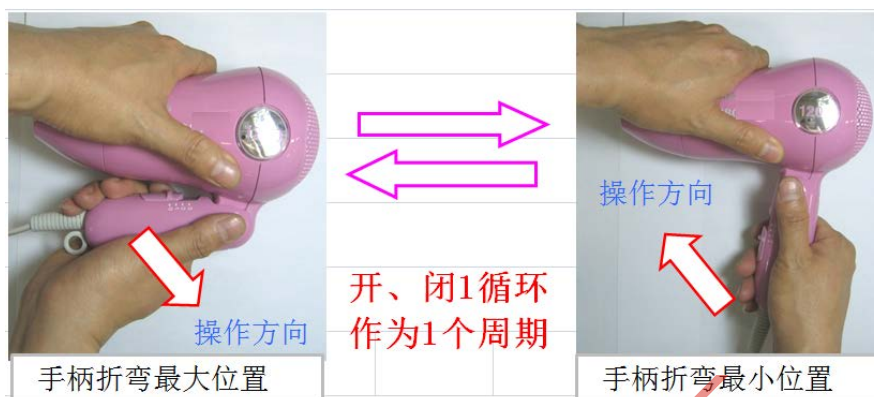 操作方向
操作方向
开、闭1循环
作为1个周期
手柄折弯最大位置
手柄折弯最小位置